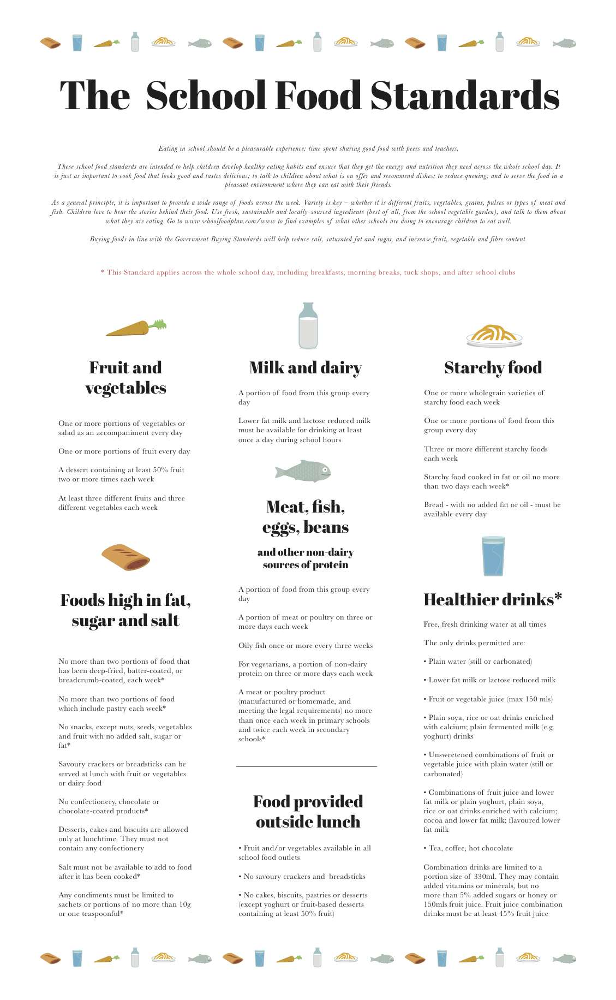 The School Food Standards
Eating in school should be a pleasurable experience: time spent sharing good food with peers and teachers.
These school food standards are intended to help children develop healthy eating habits and ensure that they get the energy and nutrition they need across the whole school day. It
is just as important to cook food that looks good and tastes delicious; to talk to children about what is on offer and recommend dishes; to reduce queuing; and to serve the food in a
pleasant environment where they can eat with their friends.
As a general principle, it is important to provide a wide range of foods across the week. Variety is key – whether it is different fruits, vegetables, grains, pulses or types of meat and
fish. Children love to hear the stories behind their food. Use fresh, sustainable and locally-sourced ingredients (best of all, from the school vegetable garden), and talk to them about
what they are eating. Go to www.schoolfoodplan.com/www to find examples of what other schools are doing to encourage children to eat well.
Buying foods in line with the Government Buying Standards will help reduce salt, saturated fat and sugar, and increase fruit, vegetable and fibre content.
* This Standard applies across the whole school day, including breakfasts, morning breaks, tuck shops, and after school clubs
Fruit and
vegetables
One or more portions of vegetables or
salad as an accompaniment every day
One or more portions of fruit every day
A dessert containing at least 50% fruit
two or more times each week
At least three different fruits and three
different vegetables each week
Foods high in fat,
sugar and salt
No more than two portions of food that
has been deep-fried, batter-coated, or
breadcrumb-coated, each week*
No more than two portions of food
which include pastry each week*
No snacks, except nuts, seeds, vegetables
and fruit with no added salt, sugar or
fat*
Savoury crackers or breadsticks can be
served at lunch with fruit or vegetables
or dairy food
No confectionery, chocolate or
chocolate-coated products*
Desserts, cakes and biscuits are allowed
only at lunchtime. They must not
contain any confectionery
Salt must not be available to add to food
after it has been cooked*
Any condiments must be limited to
sachets or portions of no more than 10g
or one teaspoonful*
Milk and dairy
A portion of food from this group every
day
Lower fat milk and lactose reduced milk
must be available for drinking at least
once a day during school hours
Meat, fish,
eggs, beans
and other non-dairy
sources of protein
A portion of food from this group every
day
A portion of meat or poultry on three or
more days each week
Oily fish once or more every three weeks
For vegetarians, a portion of non-dairy
protein on three or more days each week
A meat or poultry product
(manufactured or homemade, and
meeting the legal requirements) no more
than once each week in primary schools
and twice each week in secondary
schools*
Food provided
outside lunch
• Fruit and/or vegetables available in all
school food outlets
• No savoury crackers and breadsticks
• No cakes, biscuits, pastries or desserts
(except yoghurt or fruit-based desserts
containing at least 50% fruit)
Starchy food
One or more wholegrain varieties of
starchy food each week
One or more portions of food from this
group every day
Three or more different starchy foods
each week
Starchy food cooked in fat or oil no more
than two days each week*
Bread - with no added fat or oil - must be
available every day
Healthier drinks*
Free, fresh drinking water at all times
The only drinks permitted are:
• Plain water (still or carbonated)
• Lower fat milk or lactose reduced milk
• Fruit or vegetable juice (max 150 mls)
• Plain soya, rice or oat drinks enriched
with calcium; plain fermented milk (e.g.
yoghurt) drinks
• Unsweetened combinations of fruit or
vegetable juice with plain water (still or
carbonated)
• Combinations of fruit juice and lower
fat milk or plain yoghurt, plain soya,
rice or oat drinks enriched with calcium;
cocoa and lower fat milk; flavoured lower
fat milk
• Tea, coffee, hot chocolate
Combination drinks are limited to a
portion size of 330ml. They may contain
added vitamins or minerals, but no
more than 5% added sugars or honey or
150mls fruit juice. Fruit juice combination
drinks must be at least 45% fruit juice